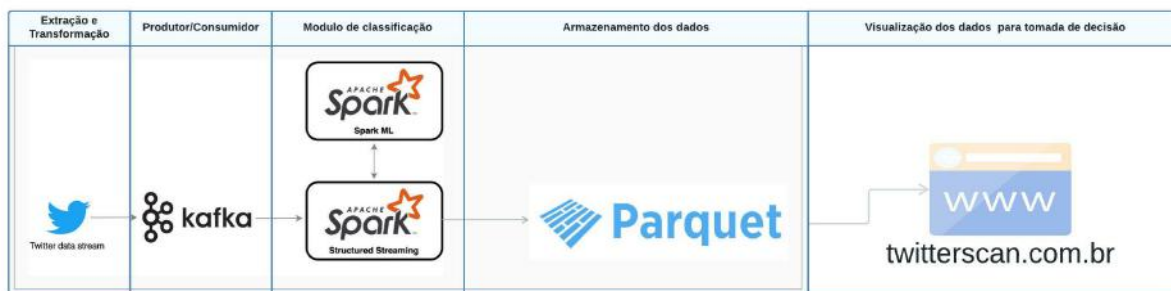 Extração e
Transformação
Produtor/Consumidor
Modulo de classificação
Armazenamento dos dados
Visualização dos dados para tomada de decisão
APACHE
Spark
Spark ML
Twitter data stream
kafka
APACHE
Spark
Structured Streaming
Parquet
www
twitterscan.com.br